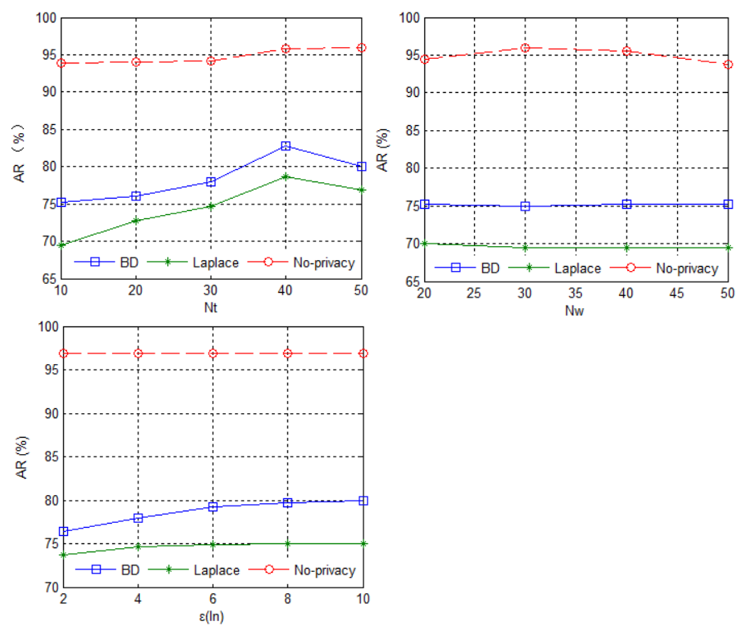 100
95
90
85
80
75
70
65
AR（%）
BD Laplace No-privacy
10 20 30 40 50
Nt
100
95
90
85
80
75
70
65
AR (%)
BD Laplace No-privacy
20 25 30 35 40 45 50
Nw
100
95
90
85
80
75
70
AR (%)
BD Laplace No-privacy
2 4 6 8 10
ε(ln)